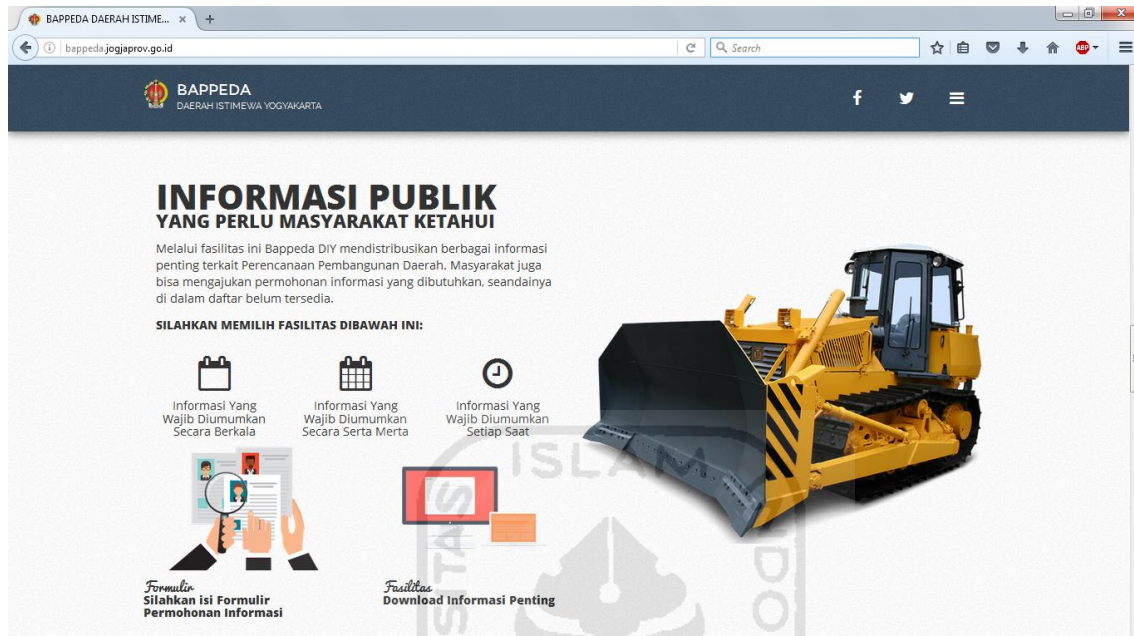 BAPPEDA DAERAH ISTIME...
bappeda.jogjaprov.go.id
Search
ABP
BAPPEDA
DAERAH ISTIMEWA YOGYAKARTA
INFORMASI PUBLIK
YANG PERLU MASYARAKAT KETAHUI
Melalui fasilitas ini Bappeda DIY mendistribusikan berbagai informasi
penting terkait Perencanaan Pembangunan Daerah. Masyarakat juga
bisa mengajukan permohonan informasi yang dibutuhkan, seandainya
di dalam daftar belum tersedia.
SILAHKAN MEMILIH FASILITAS DIBAWAH INI:
Informasi Yang
Wajib Diumumkan
Secara Berkala
Informasi Yang
Wajib Diumumkan
Secara Serta Merta
Informasi Yang
Wajib Diumumkan
Setiap Saat
ISLAM
SITAS
INDO
Formulir
Silahkan isi Formulir
Permohonan Informasi
Fasilitas
Download Informasi Penting